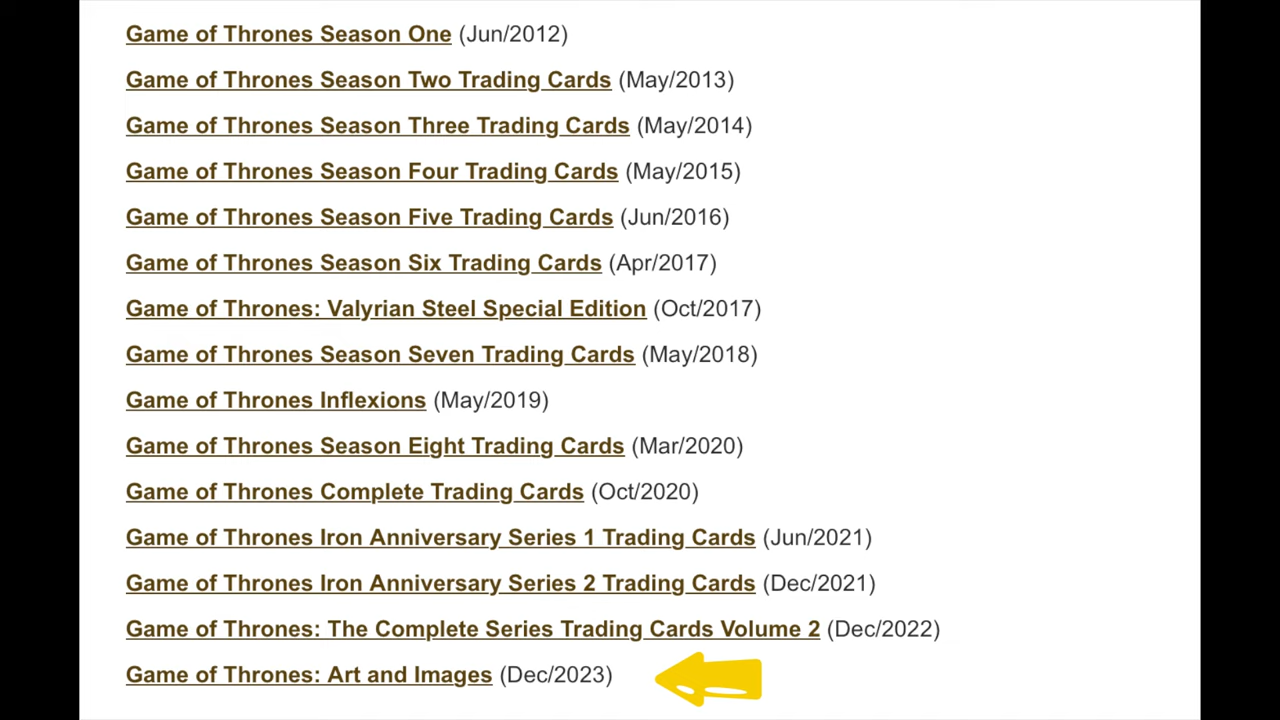 Game of Thrones Season One (Jun/2012)
Game of Thrones Season Two Trading Cards (May/2013)
Game of Thrones Season Three Trading Cards (May/2014)
Game of Thrones Season Four Trading Cards (May/2015)
Game of Thrones Season Five Trading Cards (Jun/2016)
Game of Thrones Season Six Trading Cards (Apr/2017)
Game of Thrones: Valyrian Steel Special Edition (Oct/2017)
Game of Thrones Season Seven Trading Cards (May/2018)
Game of Thrones Inflexions (May/2019)
Game of Thrones Season Eight Trading Cards (Mar/2020)
Game of Thrones Complete Trading Cards (Oct/2020)
Game of Thrones Iron Anniversary Series 1 Trading Cards (Jun/2021)
Game of Thrones Iron Anniversary Series 2 Trading Cards (Dec/2021)
Game of Thrones: The Complete Series Trading Cards Volume 2 (Dec/2022)
Game of Thrones: Art and Images (Dec/2023)